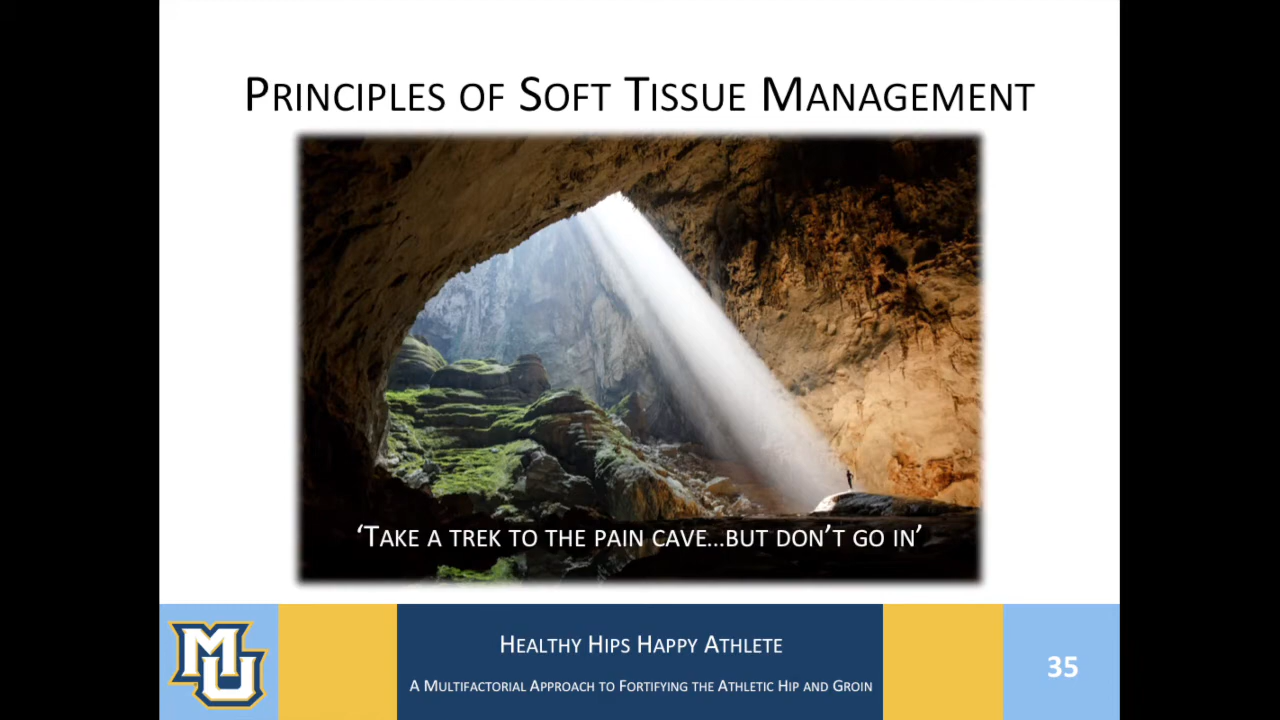 PRINCIPLES OF SOFT TISSUE MANAGEMENT
‘TAKE A TREK TO THE PAIN CAVE…BUT DON’T GO IN’
MU
HEALTHY HIPS HAPPY ATHLETE
A MULTIFACTORIAL APPROACH TO FORTIFYING THE ATHLETIC HIP AND GROIN
35